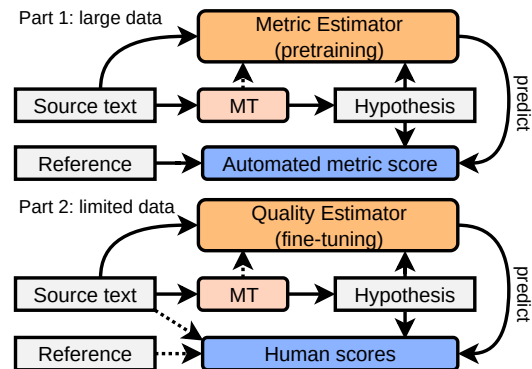 Part 1: large data
Metric Estimator
(pretraining)
Source text
MT
Hypothesis
predict
Reference
Automated metric score
Part 2: limited data
Quality Estimator
(fine-tuning)
Source text
MT
Hypothesis
predict
Reference
Human scores